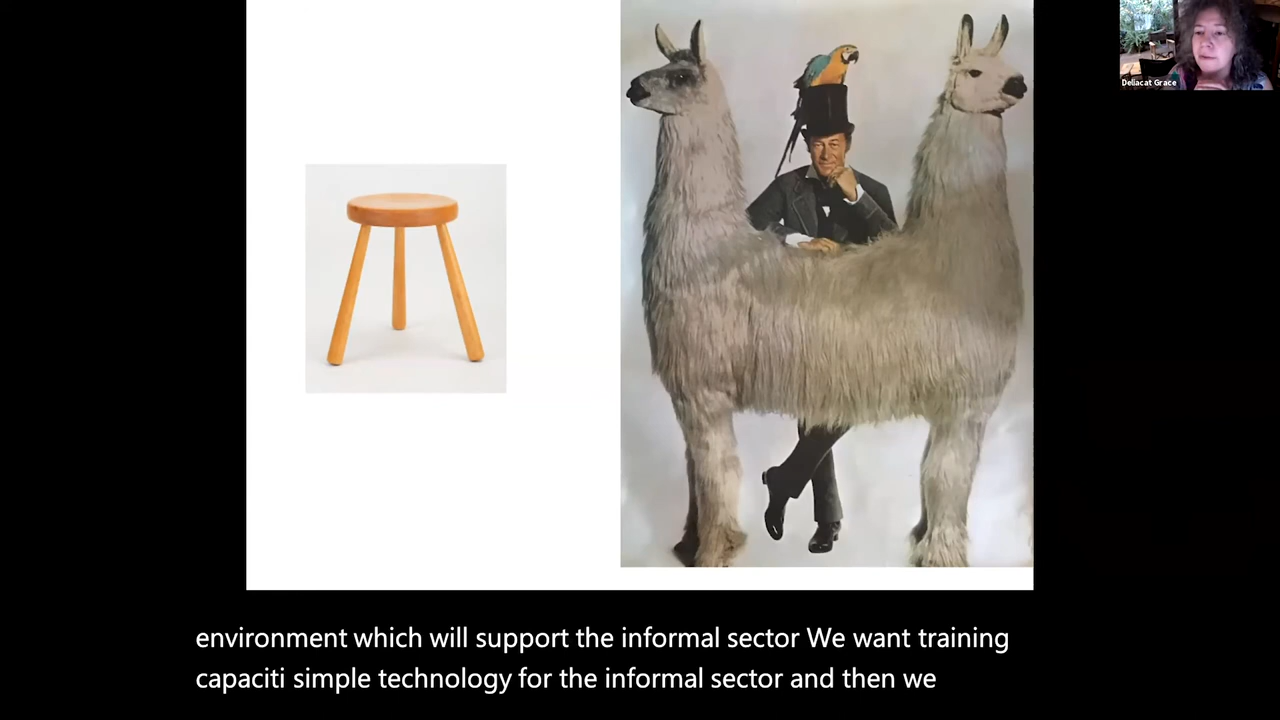 Deliacat Grace
environment which will support the informal sector We want training
capaciti simple technology for the informal sector and then we